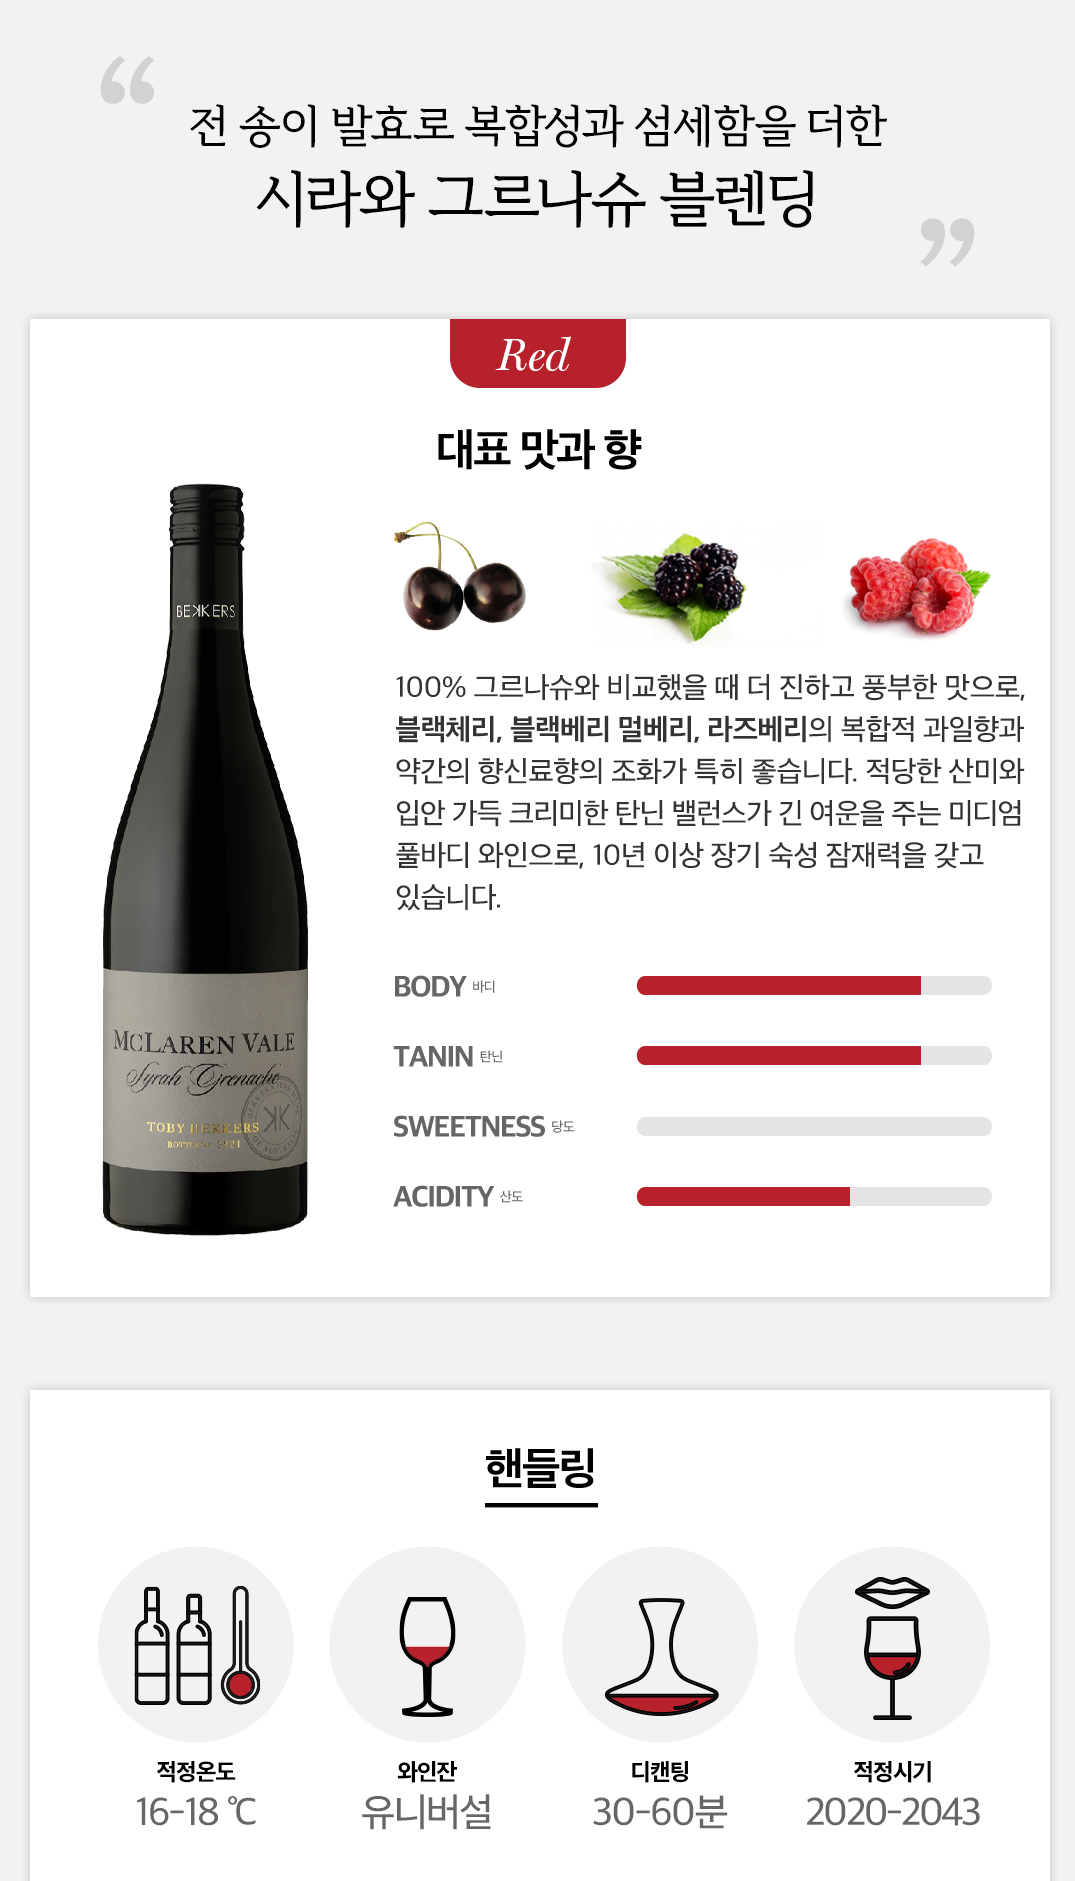 “
전 송이 발효로 복합성과 섬세함을 더한
시라와 그르나슈 블렌딩
”
Red
대표 맛과 향
BEKKERS
100% 그르나슈와 비교했을 때 더 진하고 풍부한 맛으로,
블랙체리, 블랙베리 멀베리, 라즈베리의 복합적 과일향과
약간의 향신료향의 조화가 특히 좋습니다. 적당한 산미와
입안 가득 크리미한 탄닌 밸런스가 긴 여운을 주는 미디엄
풀바디 와인으로, 10년 이상 장기 숙성 잠재력을 갖고
있습니다.
MCLAREN VALE
Syrah Grenache
TOBY BEKKERS
2021
KK
BODY 바디
TANIN 탄닌
SWEETNESS 당도
ACIDITY 산도
핸들링
적정온도
16-18 ℃
와인잔
유니버설
디캔팅
30-60분
적정시기
2020-2043